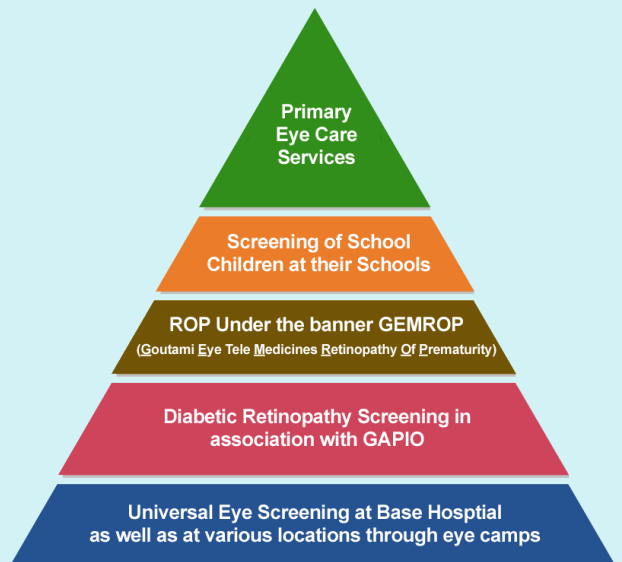 Primary
Eye Care
Services
Screening of School
Children at their Schools
ROP Under the banner GEMROP
(Goutami Eye Tele Medicines Retinopathy Of Prematurity)
Diabetic Retinopathy Screening in
association with GAPIO
Universal Eye Screening at Base Hosptial
as well as at various locations through eye camps